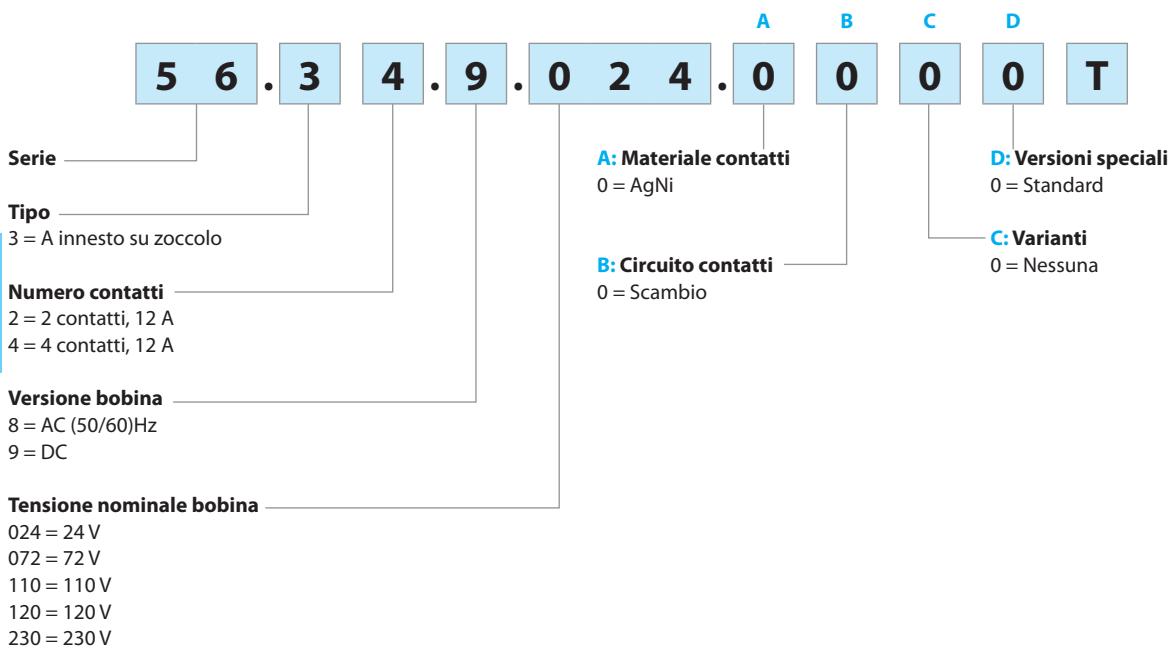 A B C D
5 6 . 3 4 . 9 . 0 2 4 . 0 0 0 0 T
Serie
Tipo
3 = A innesto su zoccolo
Numero contatti
2 = 2 contatti, 12 A
4 = 4 contatti, 12 A
Versione bobina
8 = AC (50/60)Hz
9 = DC
Tensione nominale bobina
024 = 24 V
072 = 72 V
110 = 110 V
120 = 120 V
230 = 230 V
A: Materiale contatti
0 = AgNi
B: Circuito contatti
0 = Scambio
D: Versioni speciali
0 = Standard
C: Varianti
0 = Nessuna